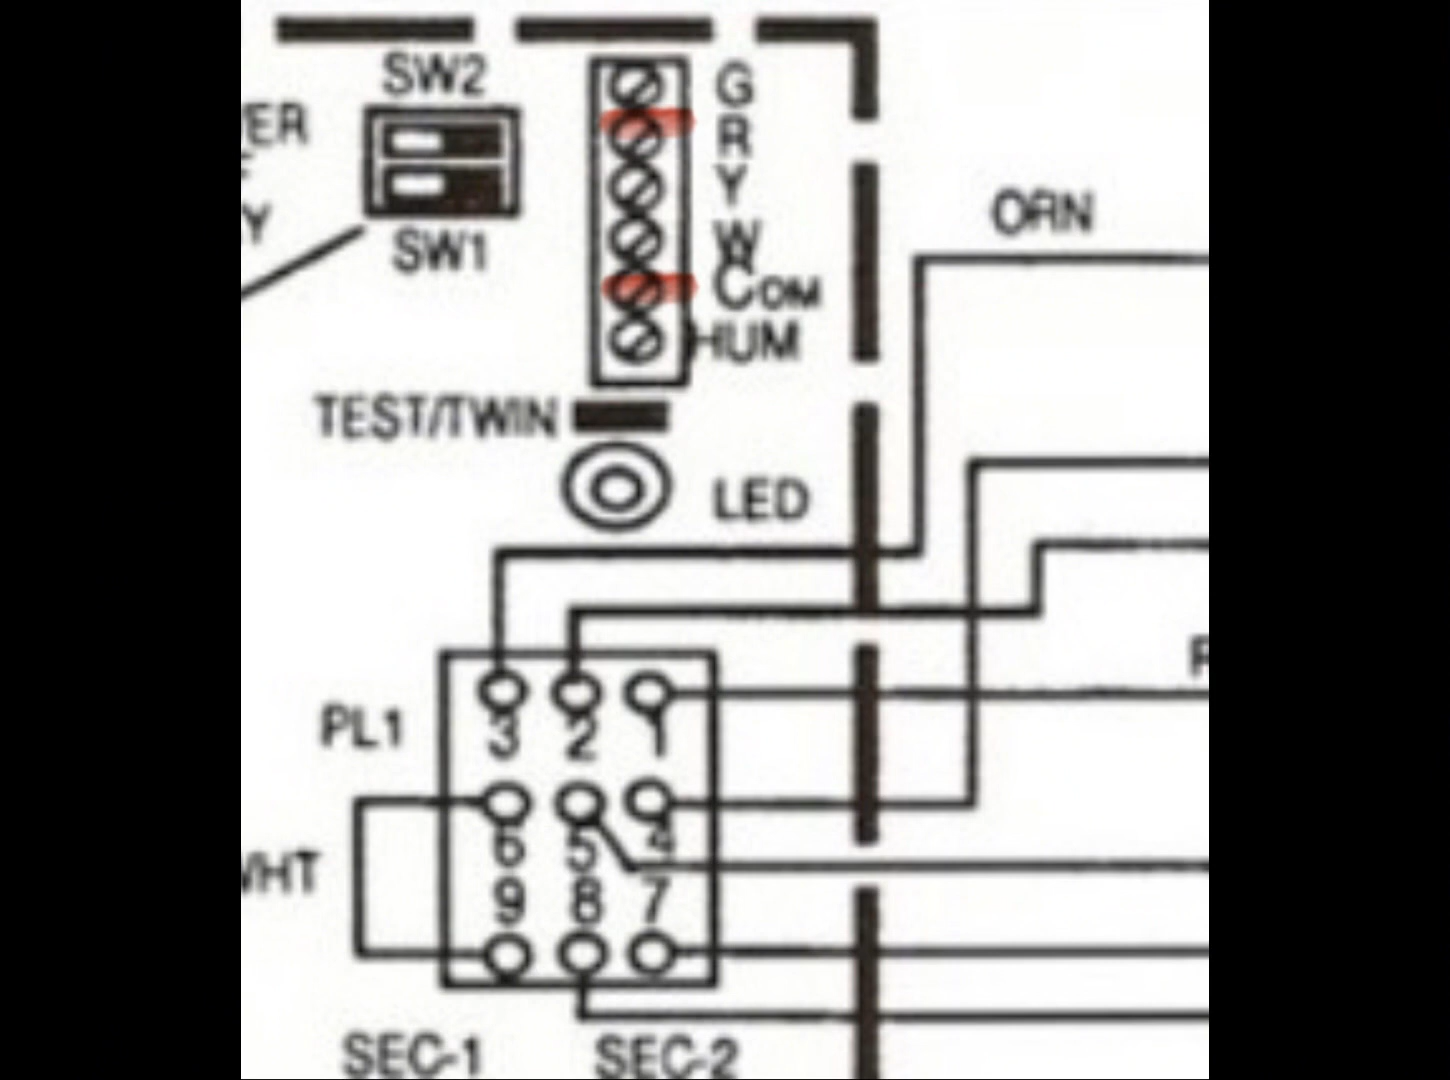 SW2
G
R
Y
W
COM
HUM
SW1
ORN
TEST/TWIN
LED
PL1
3 2 1
6 5 4
9 8 7
SEC-1 SEC-2